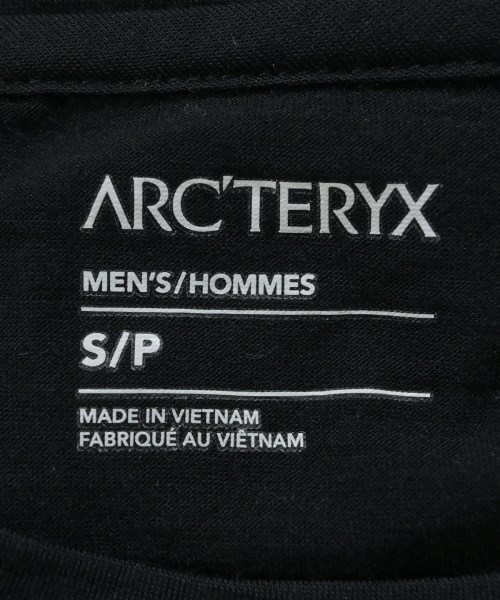 ARC'TERYX
MEN'S/HOMMES
S/P
MADE IN VIETNAM
FABRIQUÉ AU VIÊTNAM